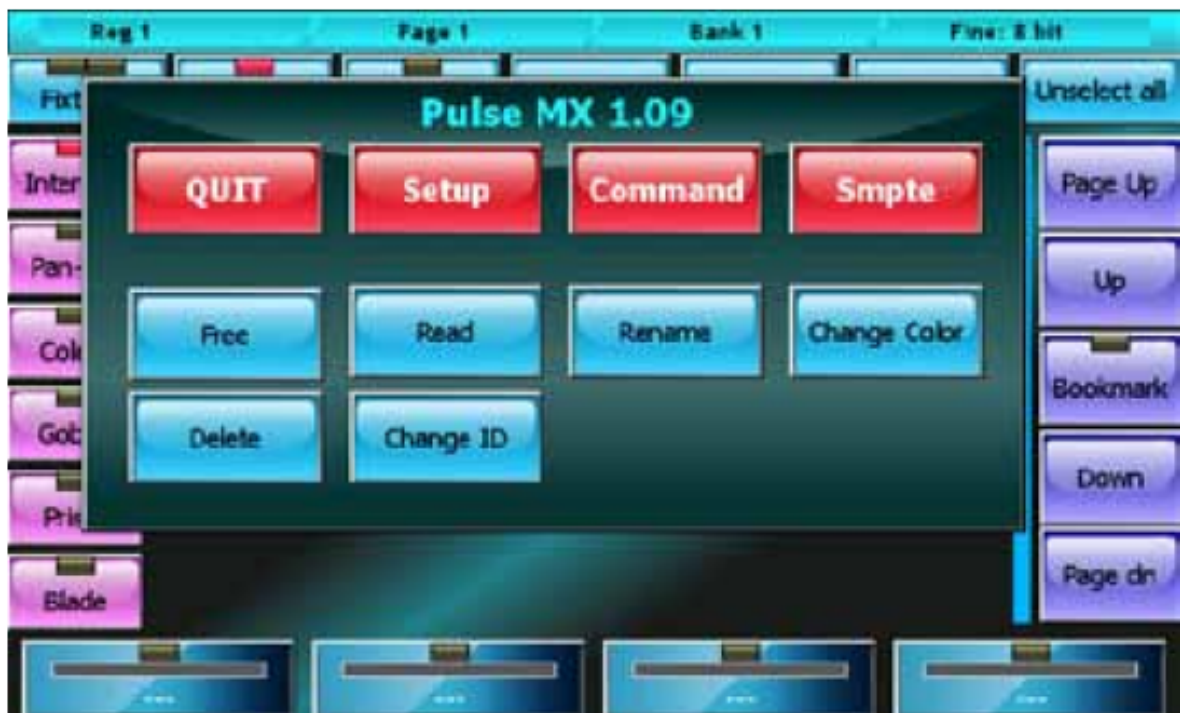 Reg 1 Page 1 Bank 1 Fine: 8 bit
Unselect all
Pulse MX 1.09
QUIT Setup Command Smpte
Page Up
Pan-
Up
Free Read Rename Change Color
Bookmark
Delete Change ID
Down
Page dn
Blade
--- --- --- ---